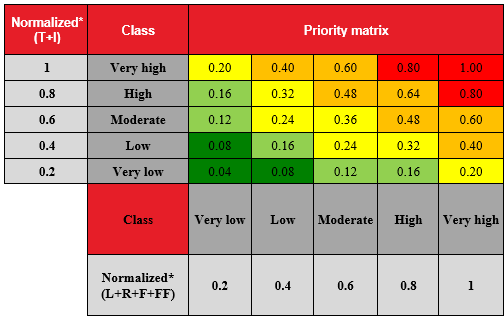 Normalized* (T+I) Class Priority matrix
1 Very high 0.20 0.40 0.60 0.80 1.00
0.8 High 0.16 0.32 0.48 0.64 0.80
0.6 Moderate 0.12 0.24 0.36 0.48 0.60
0.4 Low 0.08 0.16 0.24 0.32 0.40
0.2 Very low 0.04 0.08 0.12 0.16 0.20
Class Very low Low Moderate High Very high
Normalized* (L+R+F+FF) 0.2 0.4 0.6 0.8 1